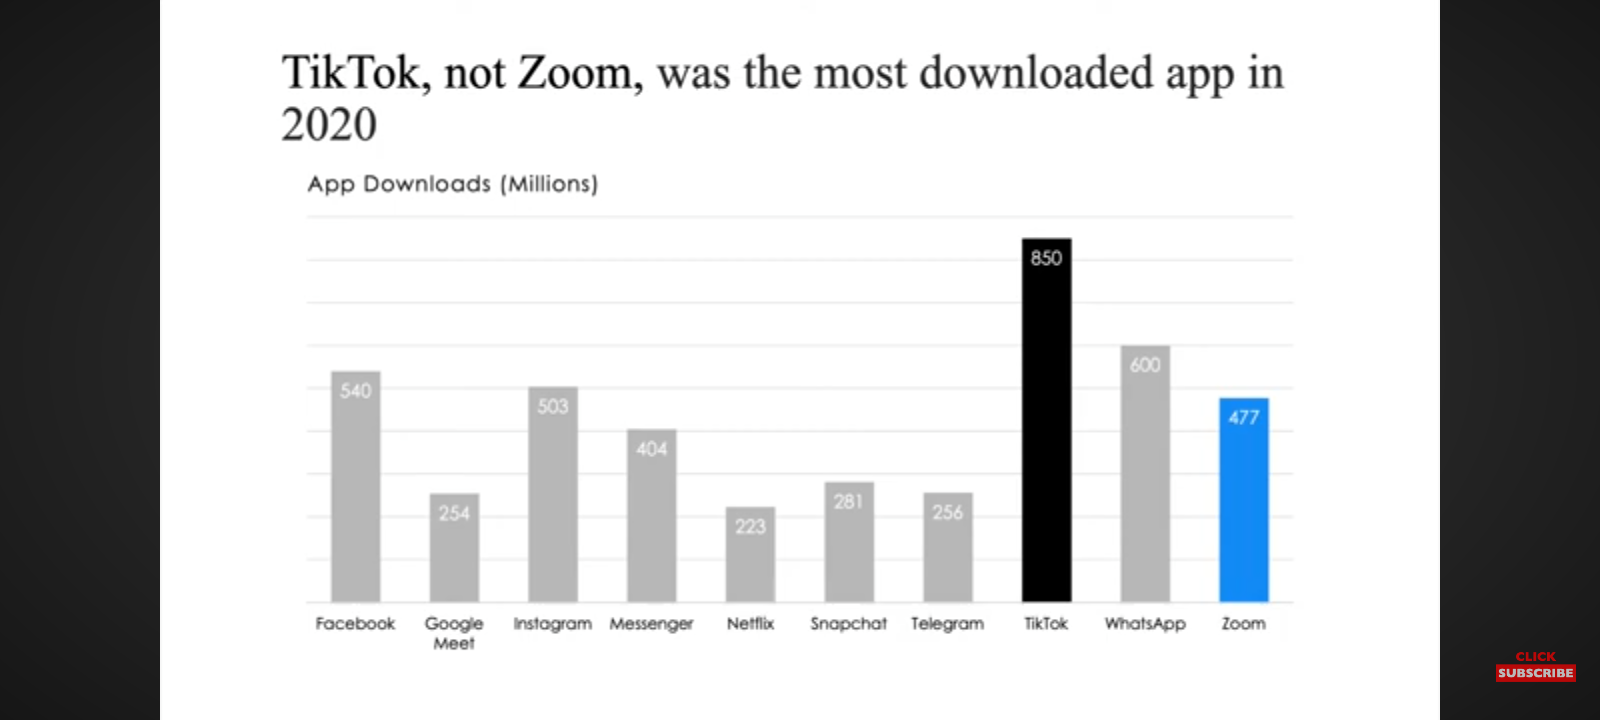 TikTok, not Zoom, was the most downloaded app in
2020
App Downloads (Millions)
850
600
540
503
477
404
281
254
256
223
Facebook Google Meet Instagram Messenger Netflix Snapchat Telegram TikTok WhatsApp Zoom
CLICK
SUBSCRIBE